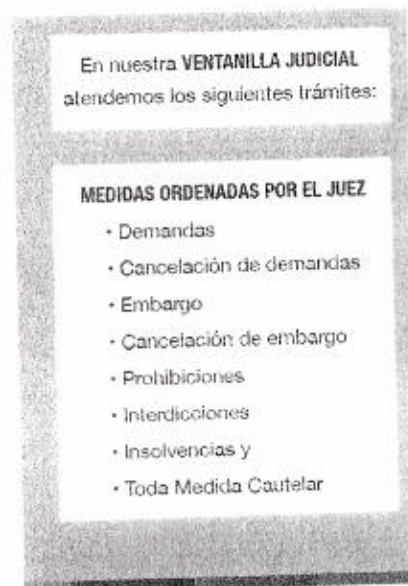 En nuestra VENTANILLA JUDICIAL
atendemos los siguientes trámites:
MEDIDAS ORDENADAS POR EL JUEZ
• Demandas
• Cancelación de demandas
• Embargo
• Cancelación de embargo
• Prohibiciones
• Interdicciones
• Insolvencias y
• Toda Medida Cautelar